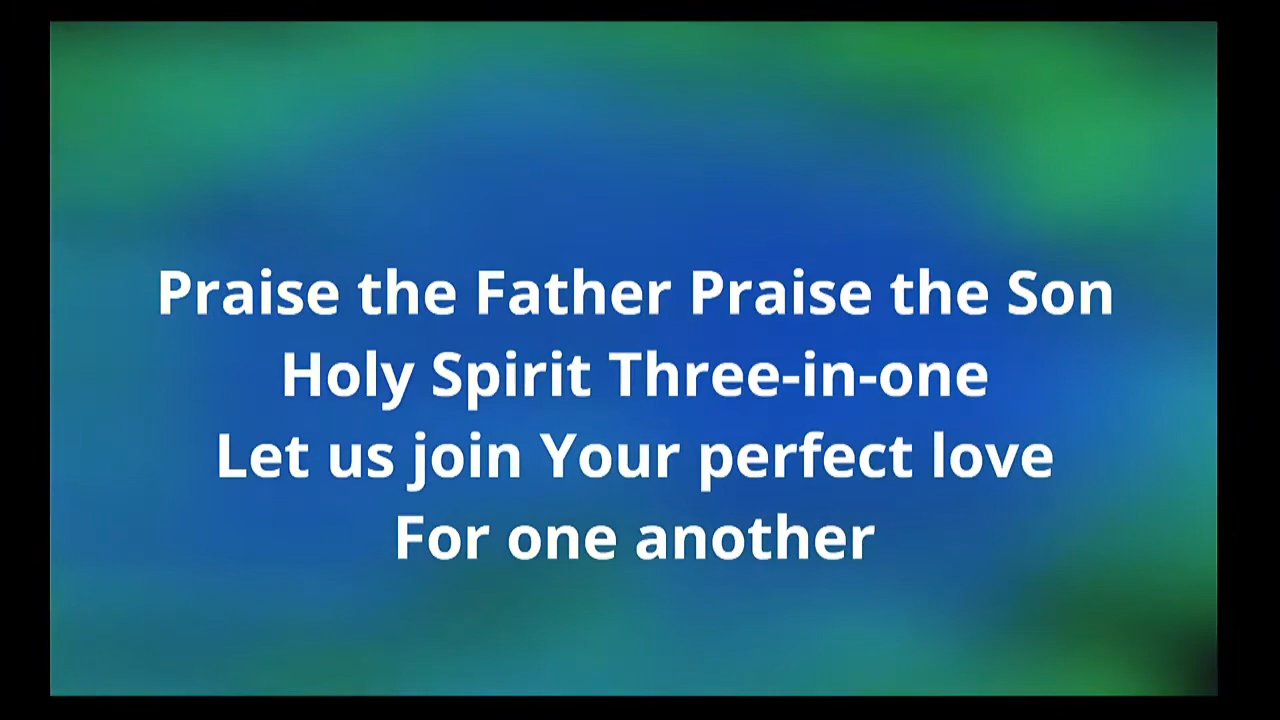 Praise the Father Praise the Son
Holy Spirit Three-in-one
Let us join Your perfect love
For one another